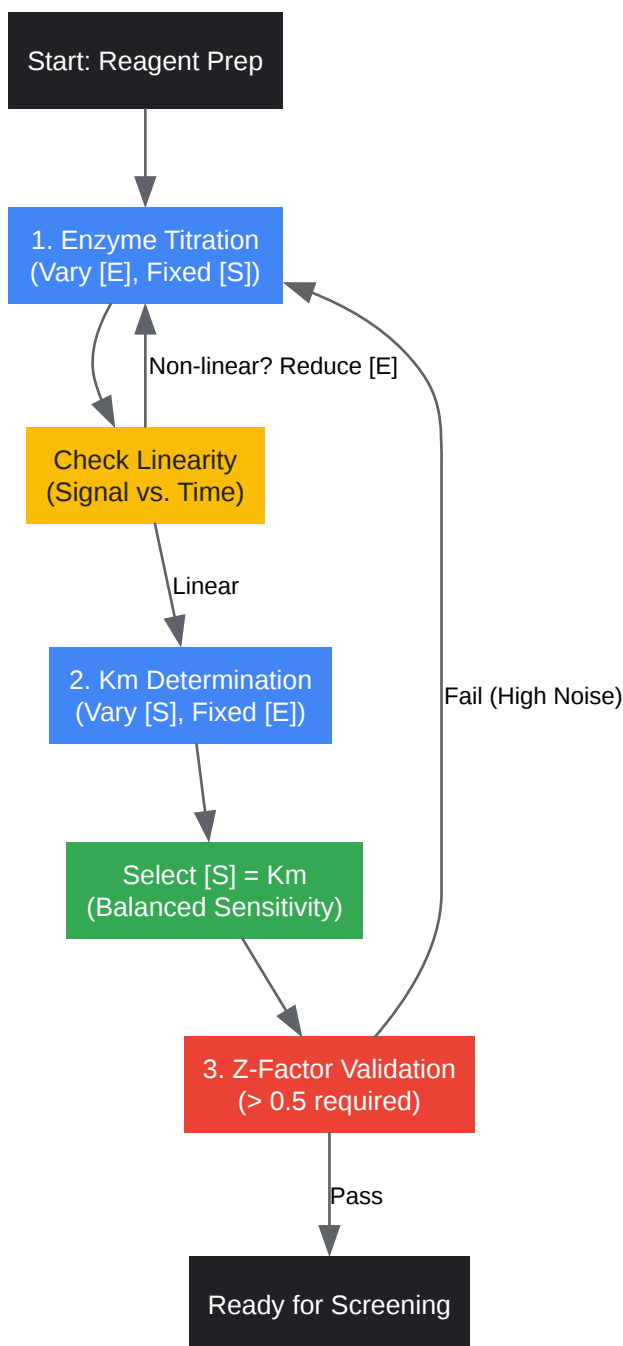 Start: Reagent Prep
1. Enzyme Titration
(Vary [E], Fixed [S])
Non-linear? Reduce [E]
Check Linearity
(Signal vs. Time)
Linear
2. Km Determination
(Vary [S], Fixed [E])
Fail (High Noise)
Select [S] = Km
(Balanced Sensitivity)
3. Z-Factor Validation
(> 0.5 required)
Pass
Ready for Screening